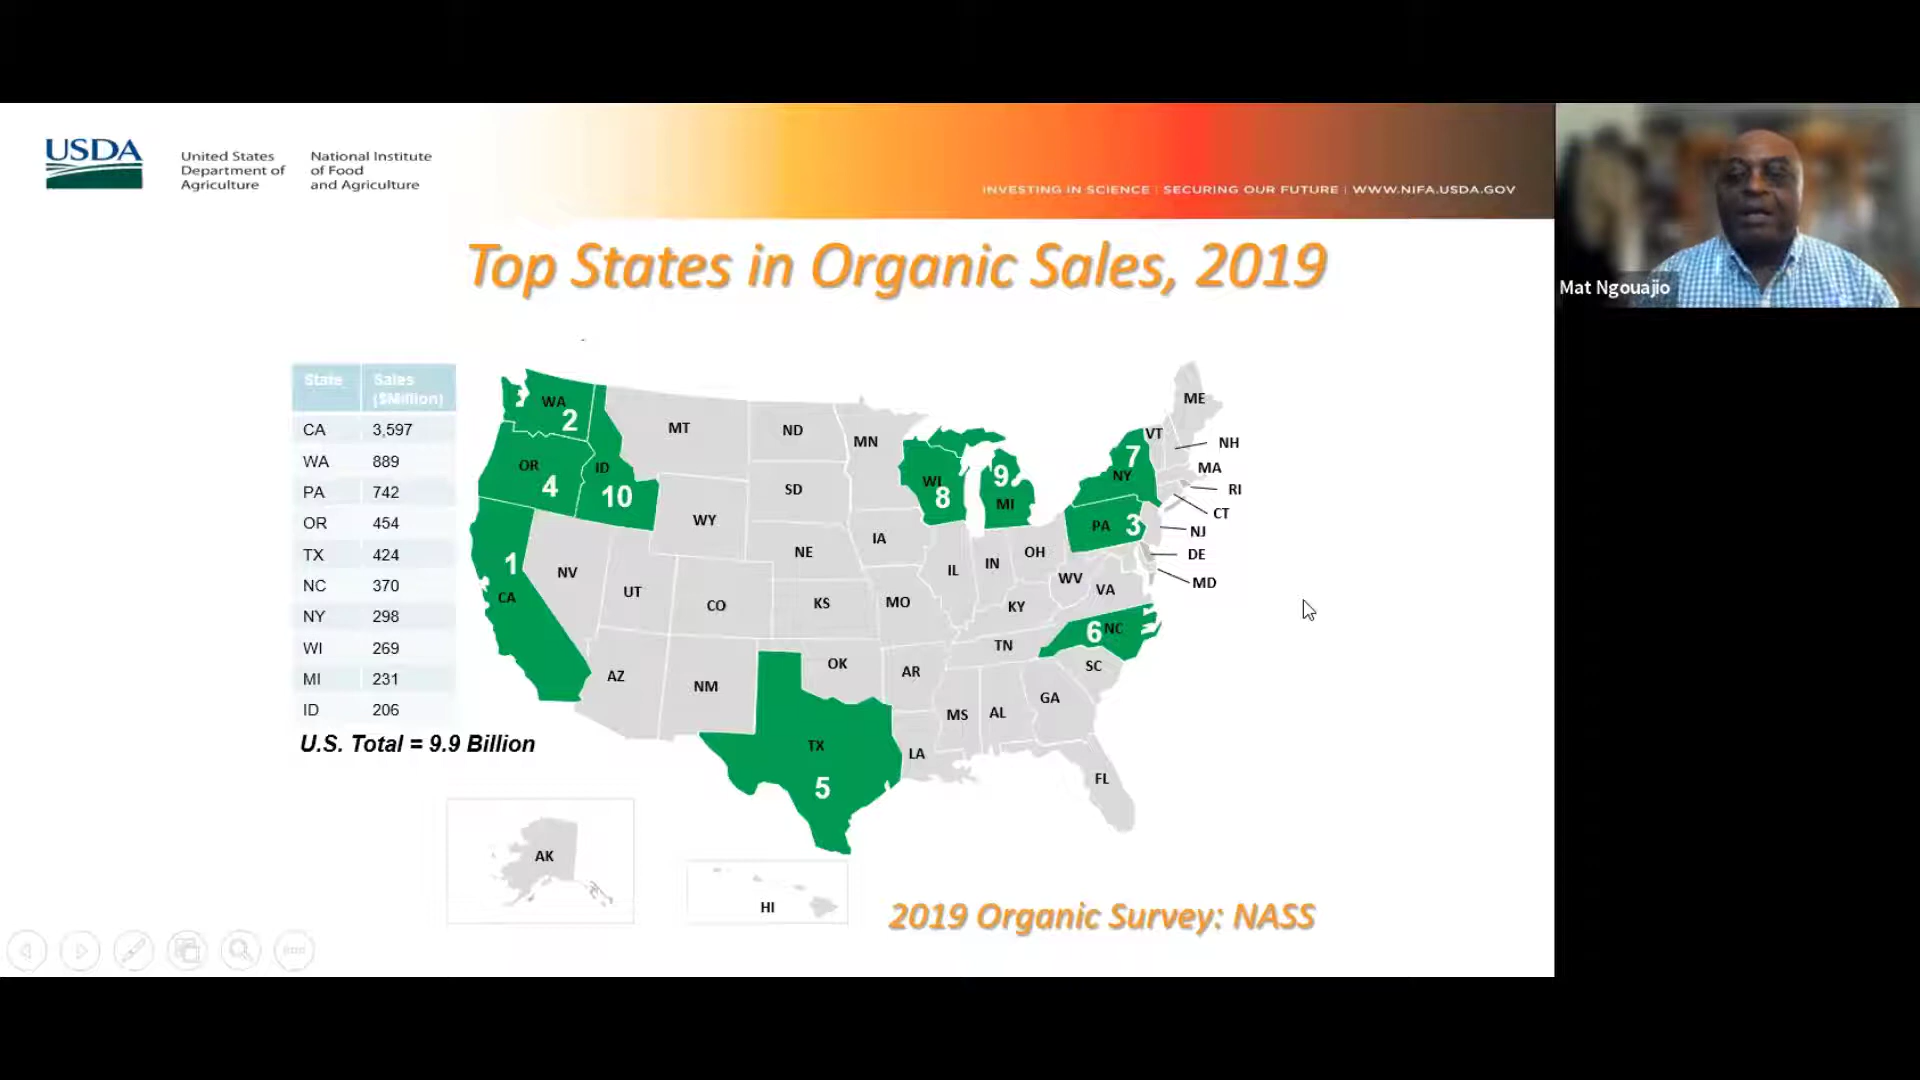 USDA
United States
Department of
Agriculture
National Institute
of Food
and Agriculture
INVESTING IN SCIENCE | SECURING OUR FUTURE | WWW.NIFA.USDA.GOV
Mat Ngouajio
Top States in Organic Sales, 2019
State Sales
($Million)
CA 3,597
WA 889
PA 742
OR 454
TX 424
NC 370
NY 298
WI 269
MI 231
ID 206
U.S. Total = 9.9 Billion
WA 2
OR 4
ID 10
1 CA
MT
ND
MN
SD
WY
NE
IA
WI 8
9 MI
7 NY
PA 3
ME
VT
NH
MA
RI
CT
NJ
DE
MD
NV
UT
CO
KS
MO
IL
IN
OH
WV
VA
KY
TN
6 NC
SC
AZ
NM
OK
AR
MS
AL
GA
TX
5
LA
FL
AK
HI
2019 Organic Survey: NASS